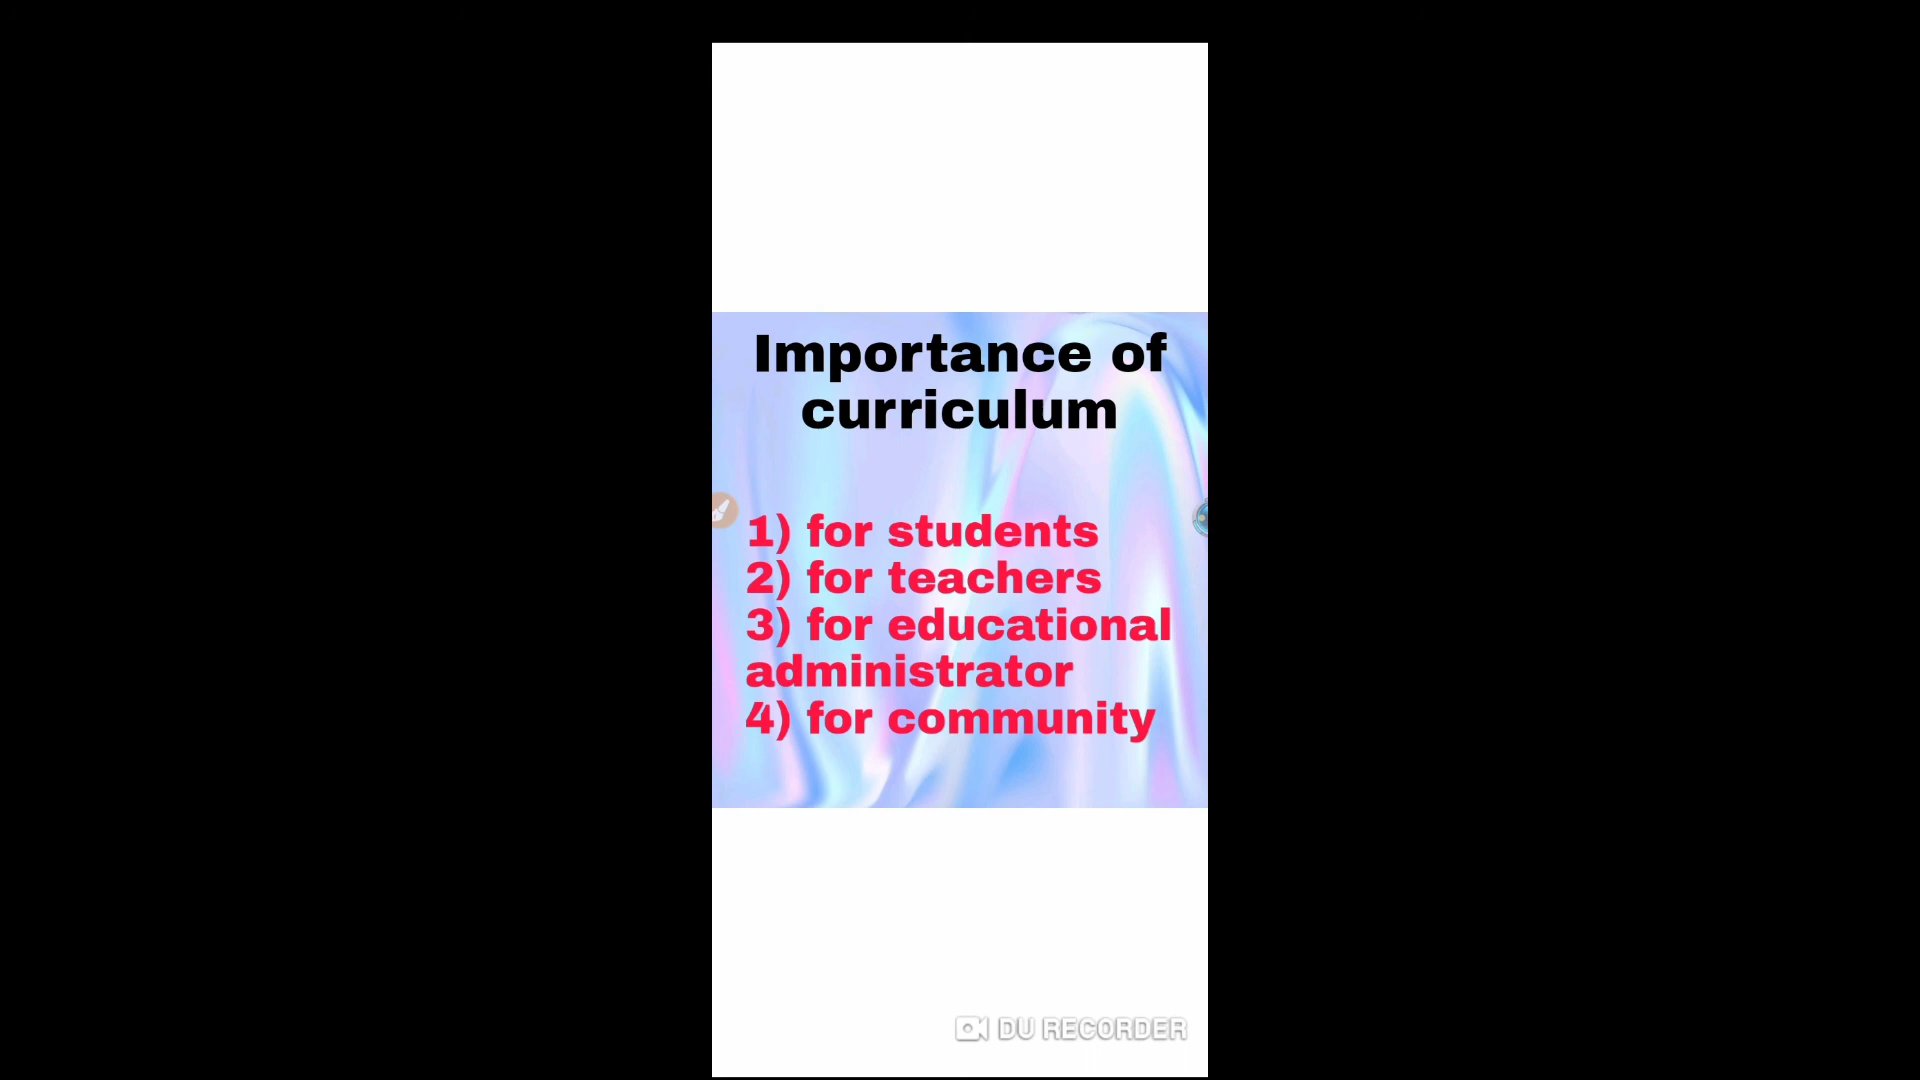 Importance of
curriculum
1) for students
2) for teachers
3) for educational
administrator
4) for community
DU RECORDER